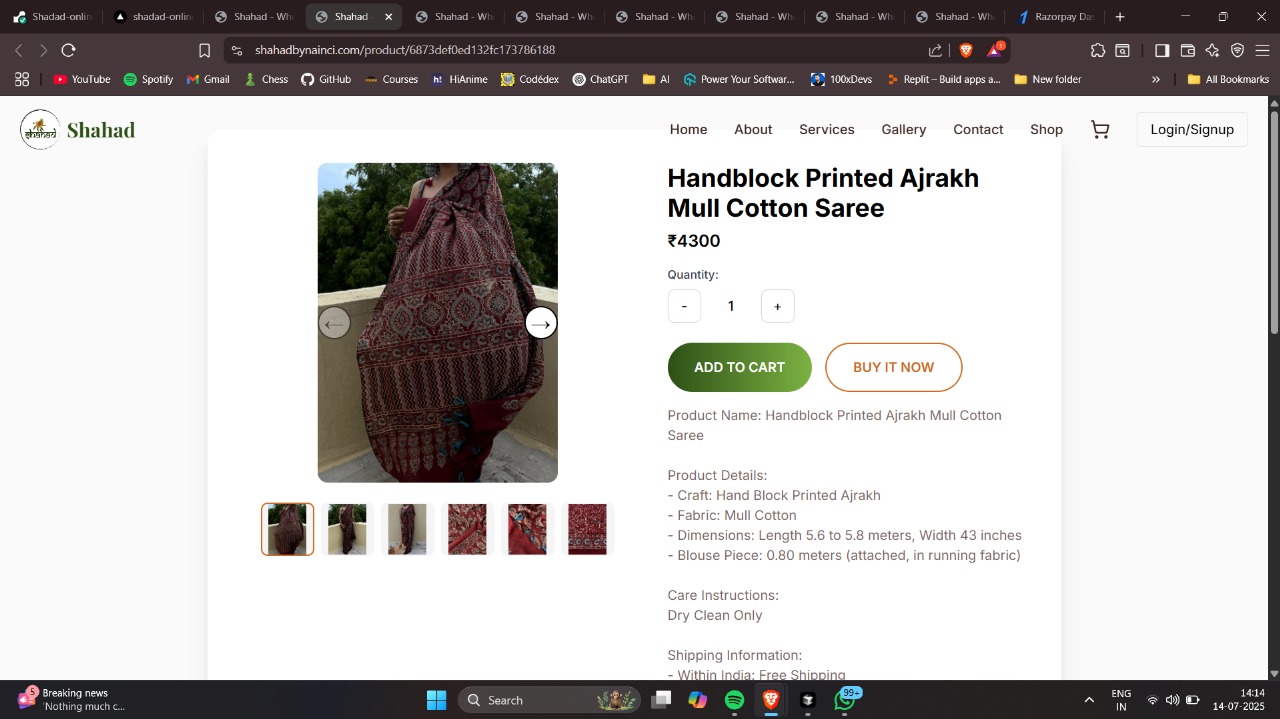 Shadad-onlin
shadad-onlin
Shahad - Wh
Shahad
Shahad - Wh
Shahad - Wh
Shahad - Wh
Shahad - Wh
Shahad - Wh
Shahad - Wh
Razorpay Da
shahadbynainci.com/product/6873def0ed132fc173786188
1
YouTube
Spotify
Gmail
Chess
GitHub
Courses
h!
HiAnime
Codédex
ChatGPT
AI
Power Your Softwar...
100xDevs
Replit – Build apps a...
New folder
»
All Bookmarks
shahad
Shahad
Home
About
Services
Gallery
Contact
Shop
Login/Signup
Handblock Printed Ajrakh
Mull Cotton Saree
₹4300
Quantity:
- 1 +
ADD TO CART
BUY IT NOW
Product Name: Handblock Printed Ajrakh Mull Cotton
Saree
Product Details:
- Craft: Hand Block Printed Ajrakh
- Fabric: Mull Cotton
- Dimensions: Length 5.6 to 5.8 meters, Width 43 inches
- Blouse Piece: 0.80 meters (attached, in running fabric)
Care Instructions:
Dry Clean Only
Shipping Information:
- Within India: Free Shipping
5
Breaking news
'Nothing much c...
Search
99+
ENG
IN
14:14
14-07-2025